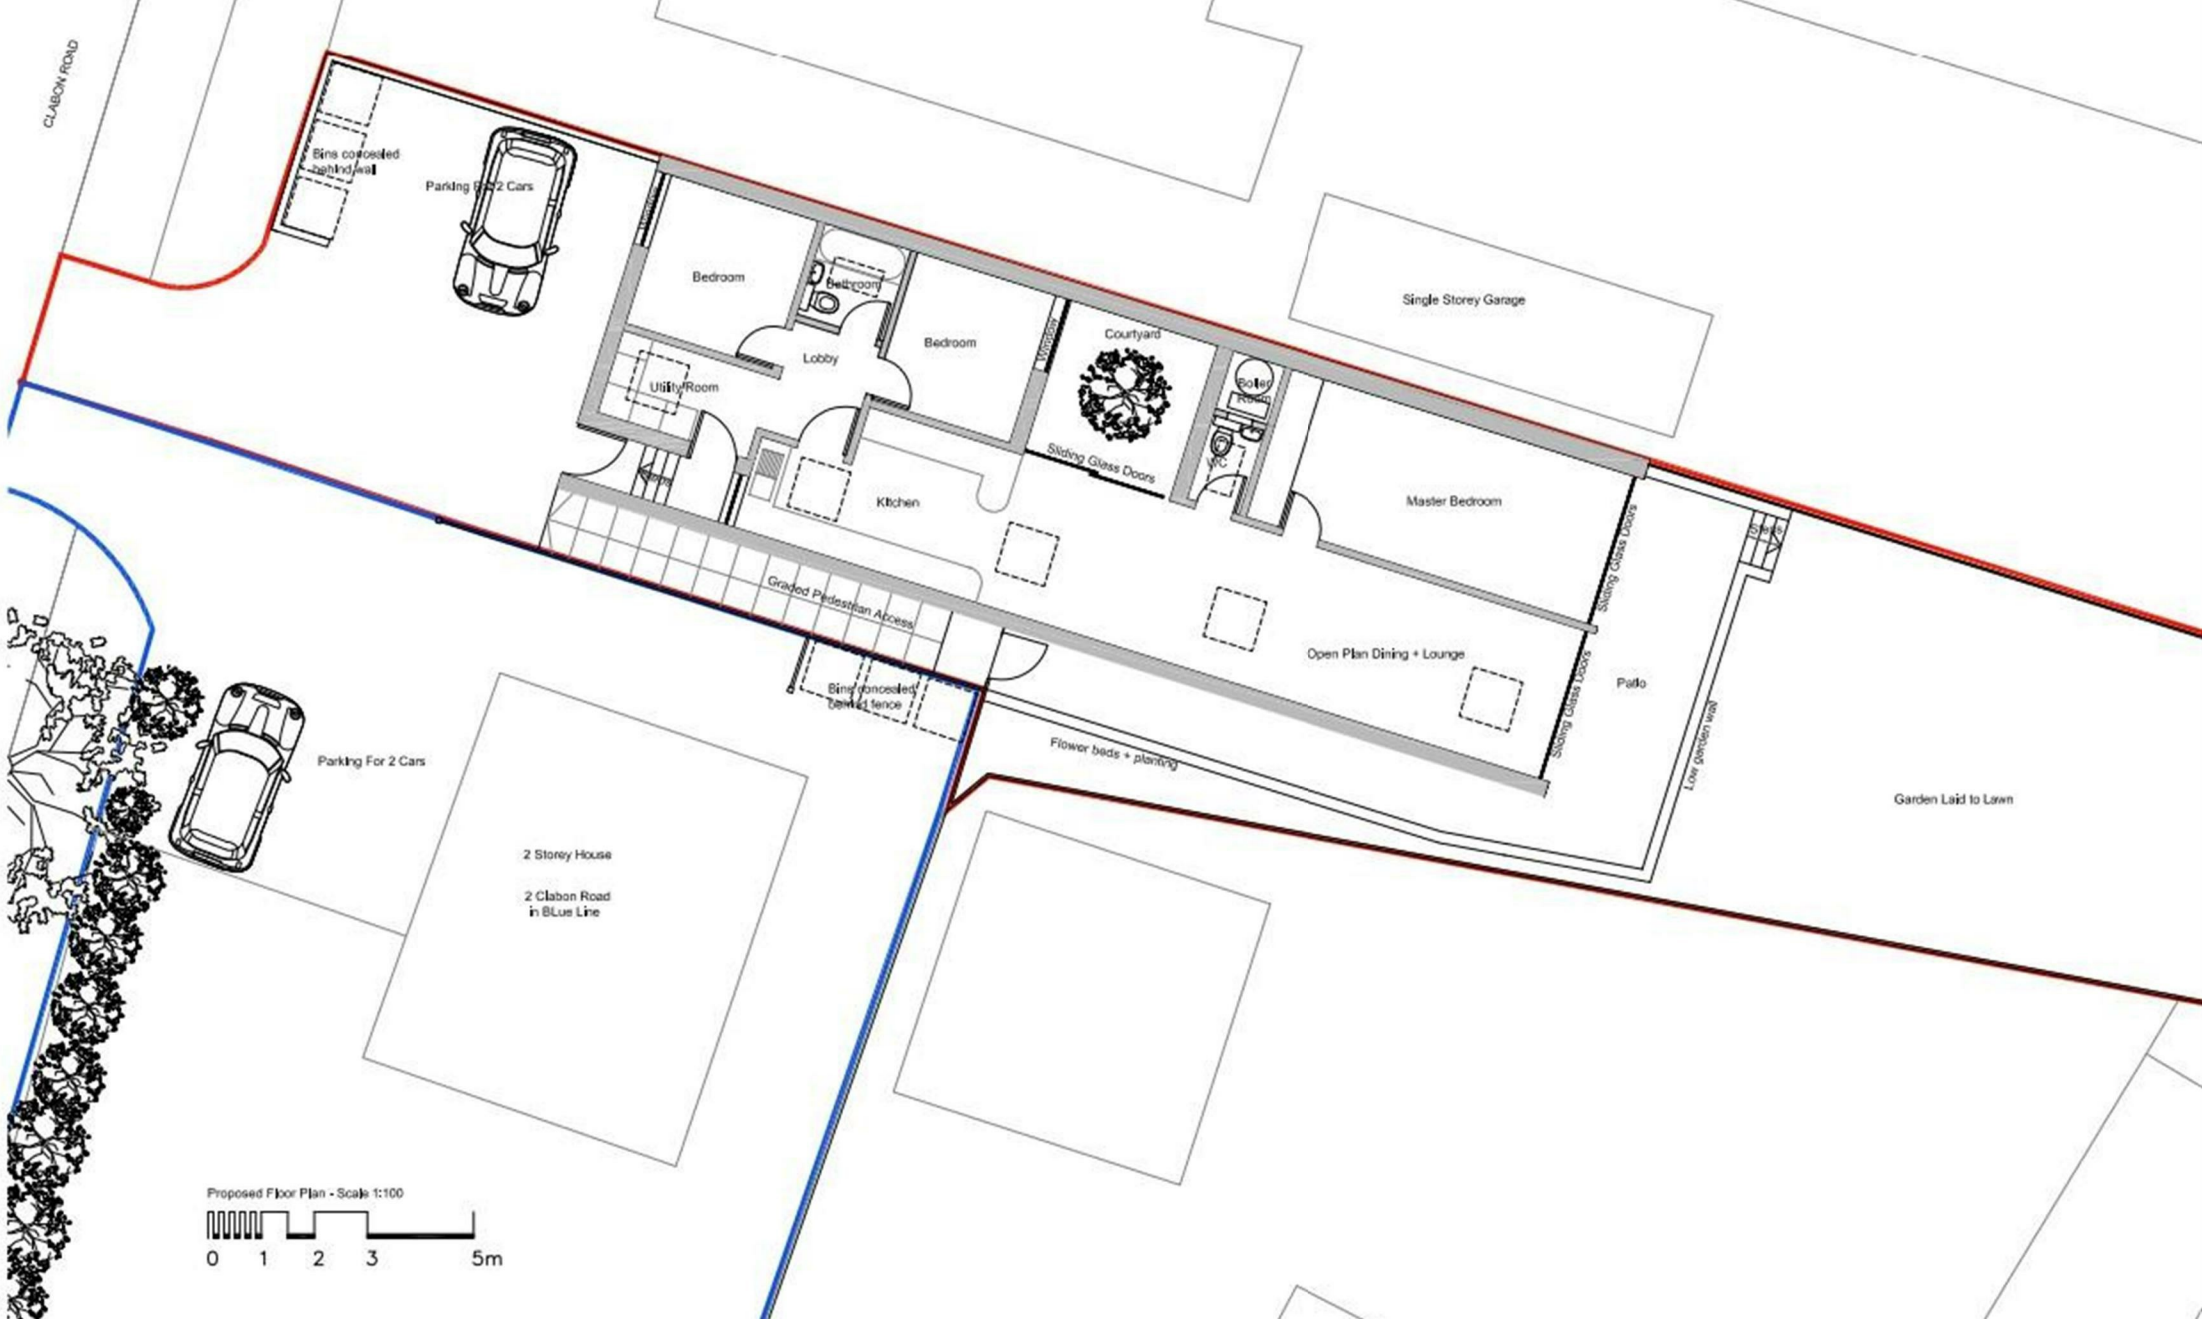 CLABON ROAD
Bins concealed
behind wall
Parking For 2 Cars
Window
Bedroom
Bathroom
Lobby
Utility Room
Bedroom
Window
Courtyard
Sliding Glass Doors
Boiler
Room
WC
Single Storey Garage
Kitchen
Master Bedroom
Sliding Glass Doors
Steps
Graded Pedestrian Access
Open Plan Dining + Lounge
Sliding Glass Doors
Patio
Low garden wall
Bins concealed
behind fence
Flower beds + planting
Garden Laid to Lawn
Parking For 2 Cars
2 Storey House
2 Clabon Road
in BLue Line
Proposed Floor Plan - Scale 1:100
0 1 2 3 5m